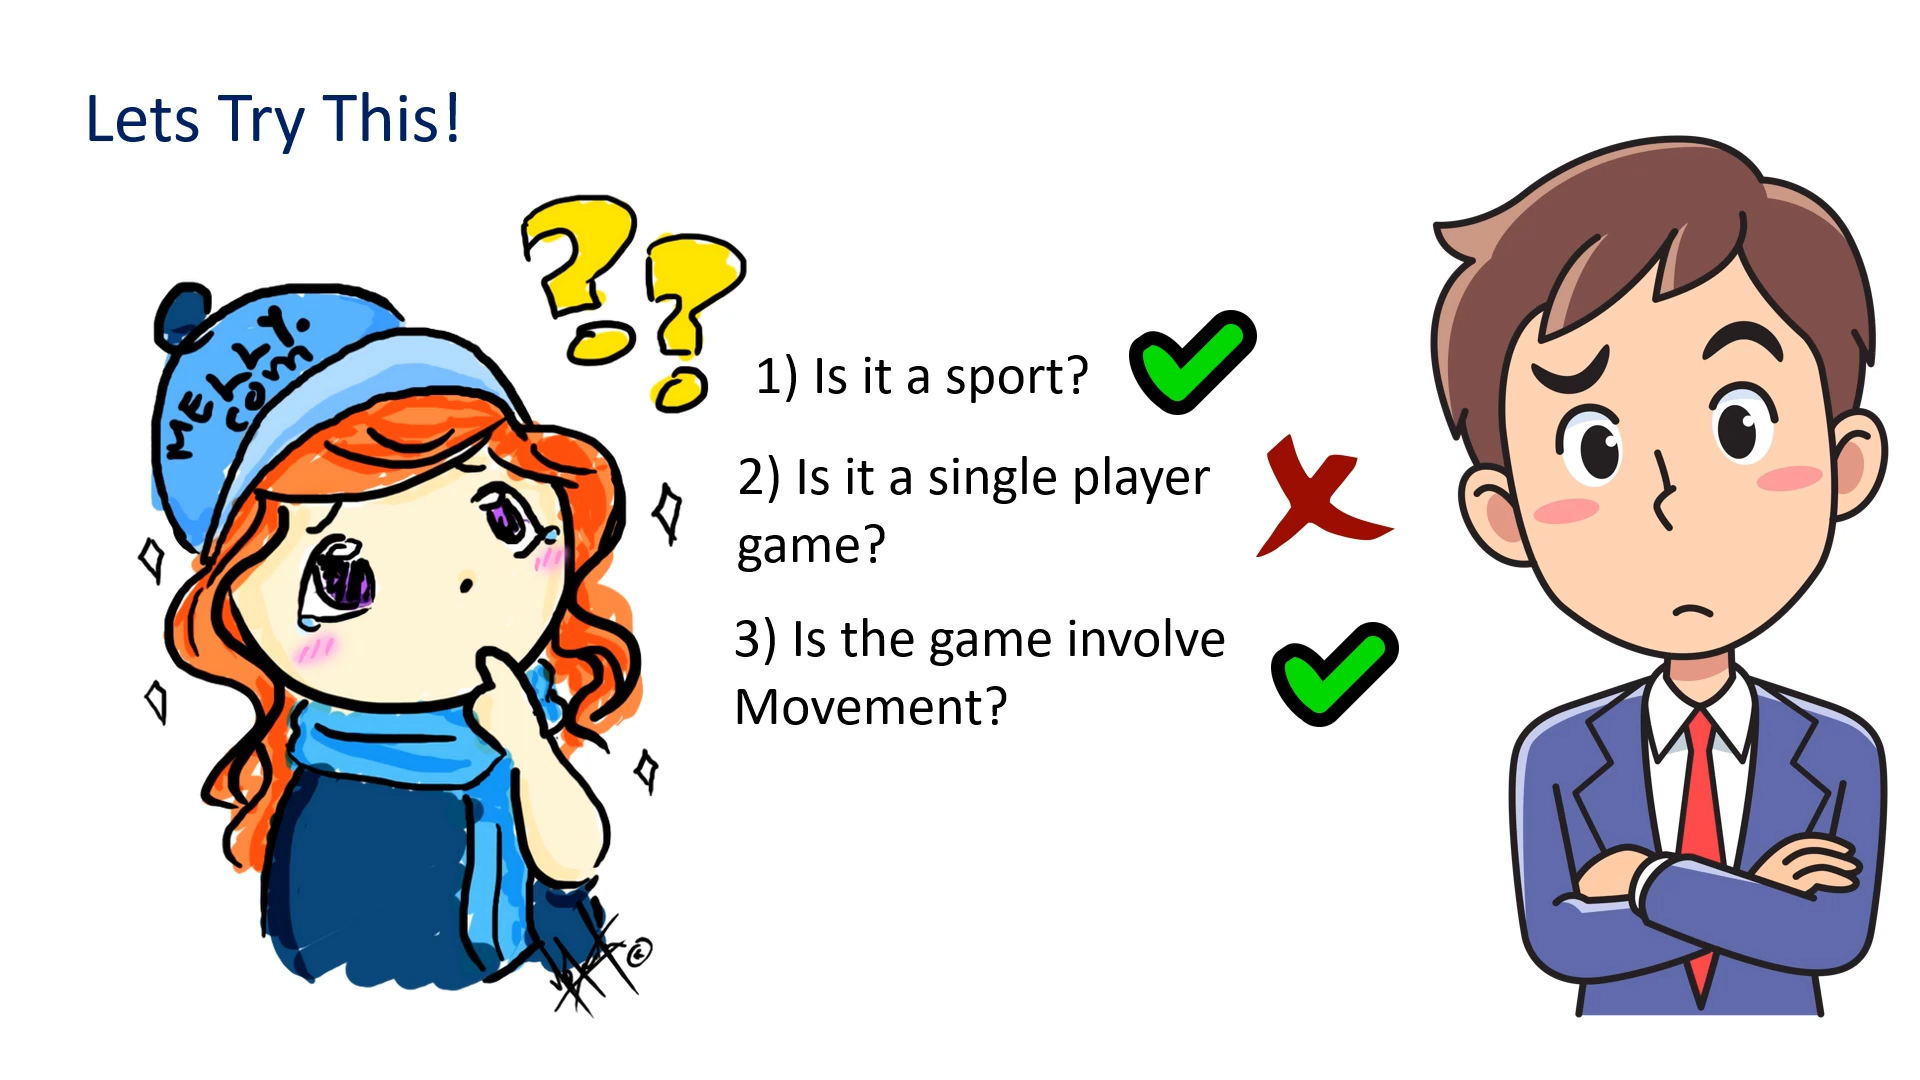 Lets Try This!
MELLY.
com
1) Is it a sport?
2) Is it a single player
game?
3) Is the game involve
Movement?
©